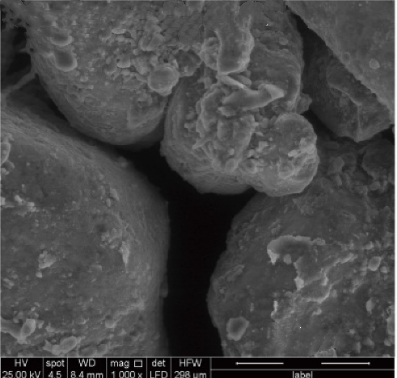 HV spot WD mag □ det HFW
25.00 kV 4.5 8.4 mm 1 000 x LFD 298 µm label